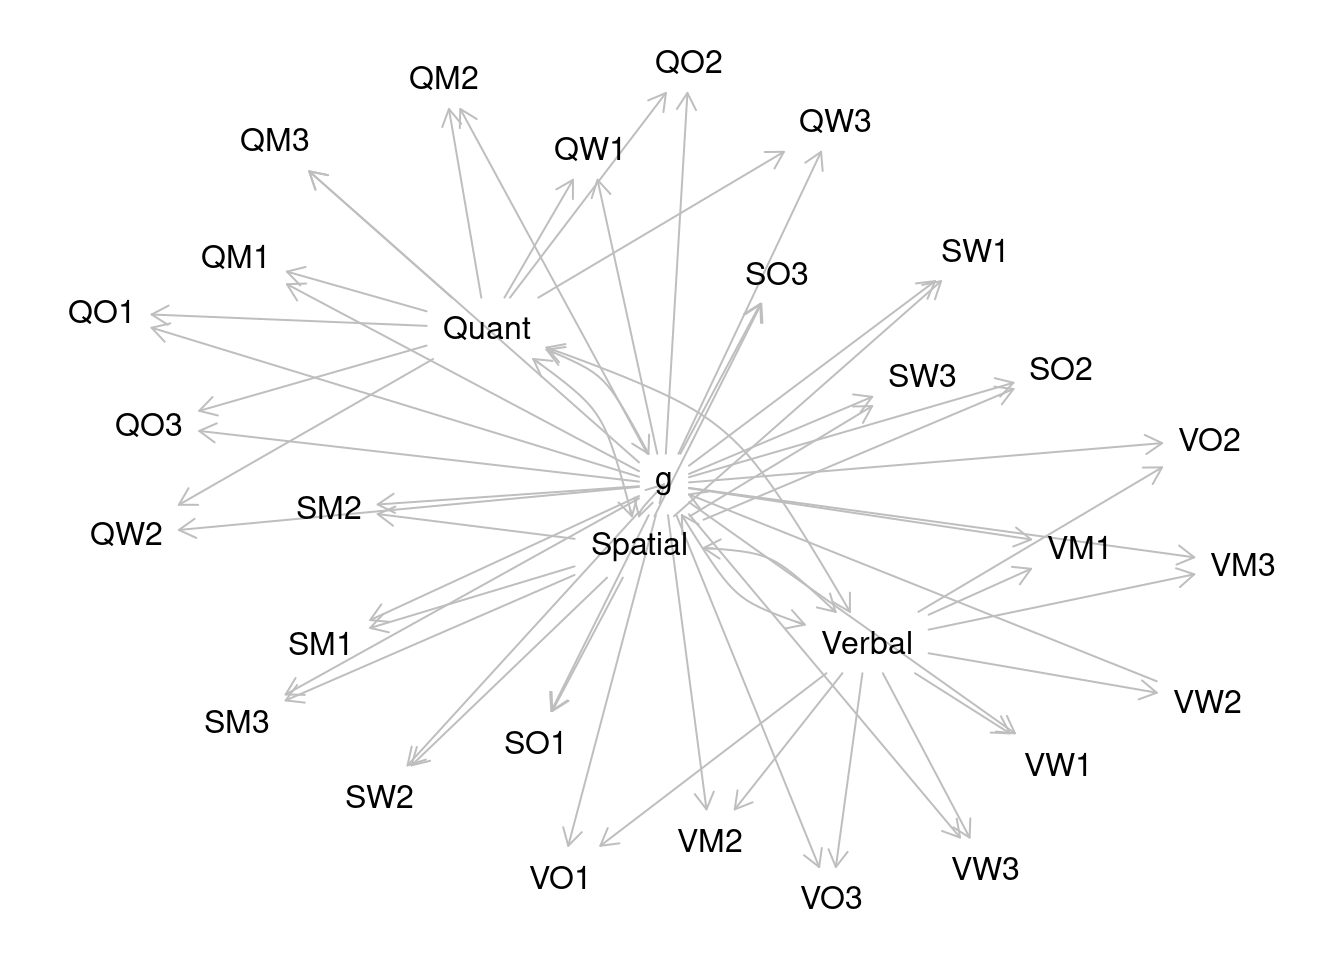 QO2
QM2
QW3
QM3
QW1
SW1
QM1
SO3
QO1
Quant
SO2
SW3
QO3
VO2
g
SM2
QW2
Spatial
VM1
VM3
SM1
Verbal
VW2
SM3
SO1
VW1
SW2
VM2
VW3
VO1
VO3